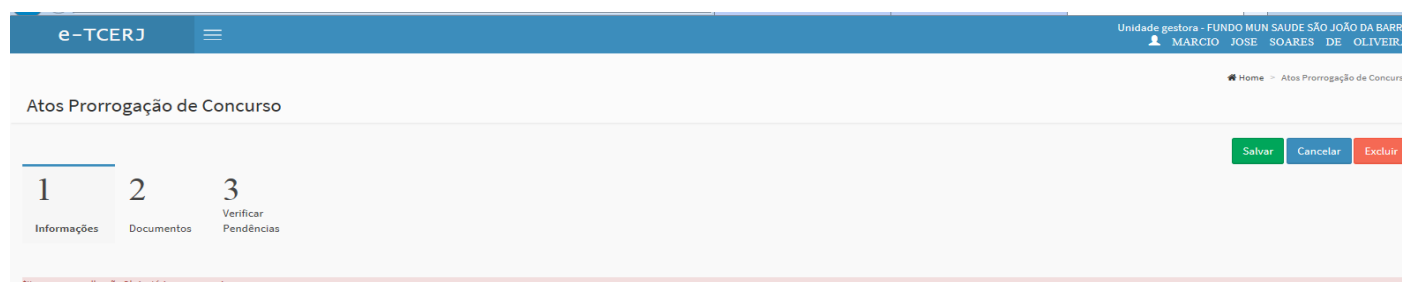 e-TCERJ
Unidade gestora - FUNDO MUN SAUDE SÃO JOÃO DA BARR
MARCIO JOSE SOARES DE OLIVEIRA
Home > Atos Prorrogação de Concurs
Atos Prorrogação de Concurso
Salvar Cancelar Excluir
1 2 3
Verificar
Informações Documentos Pendências